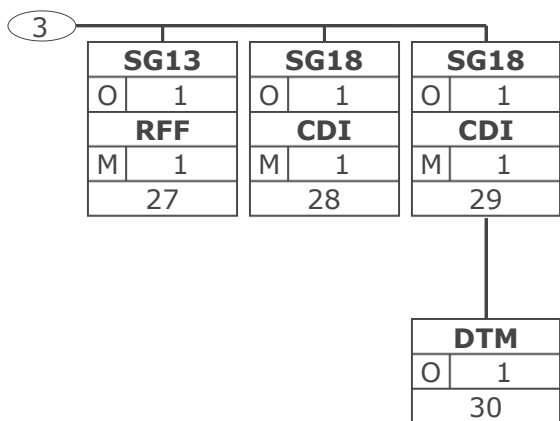 3
SG13 SG18 SG18
O 1 O 1 O 1
RFF CDI CDI
M 1 M 1 M 1
27 28 29
DTM
O 1
30